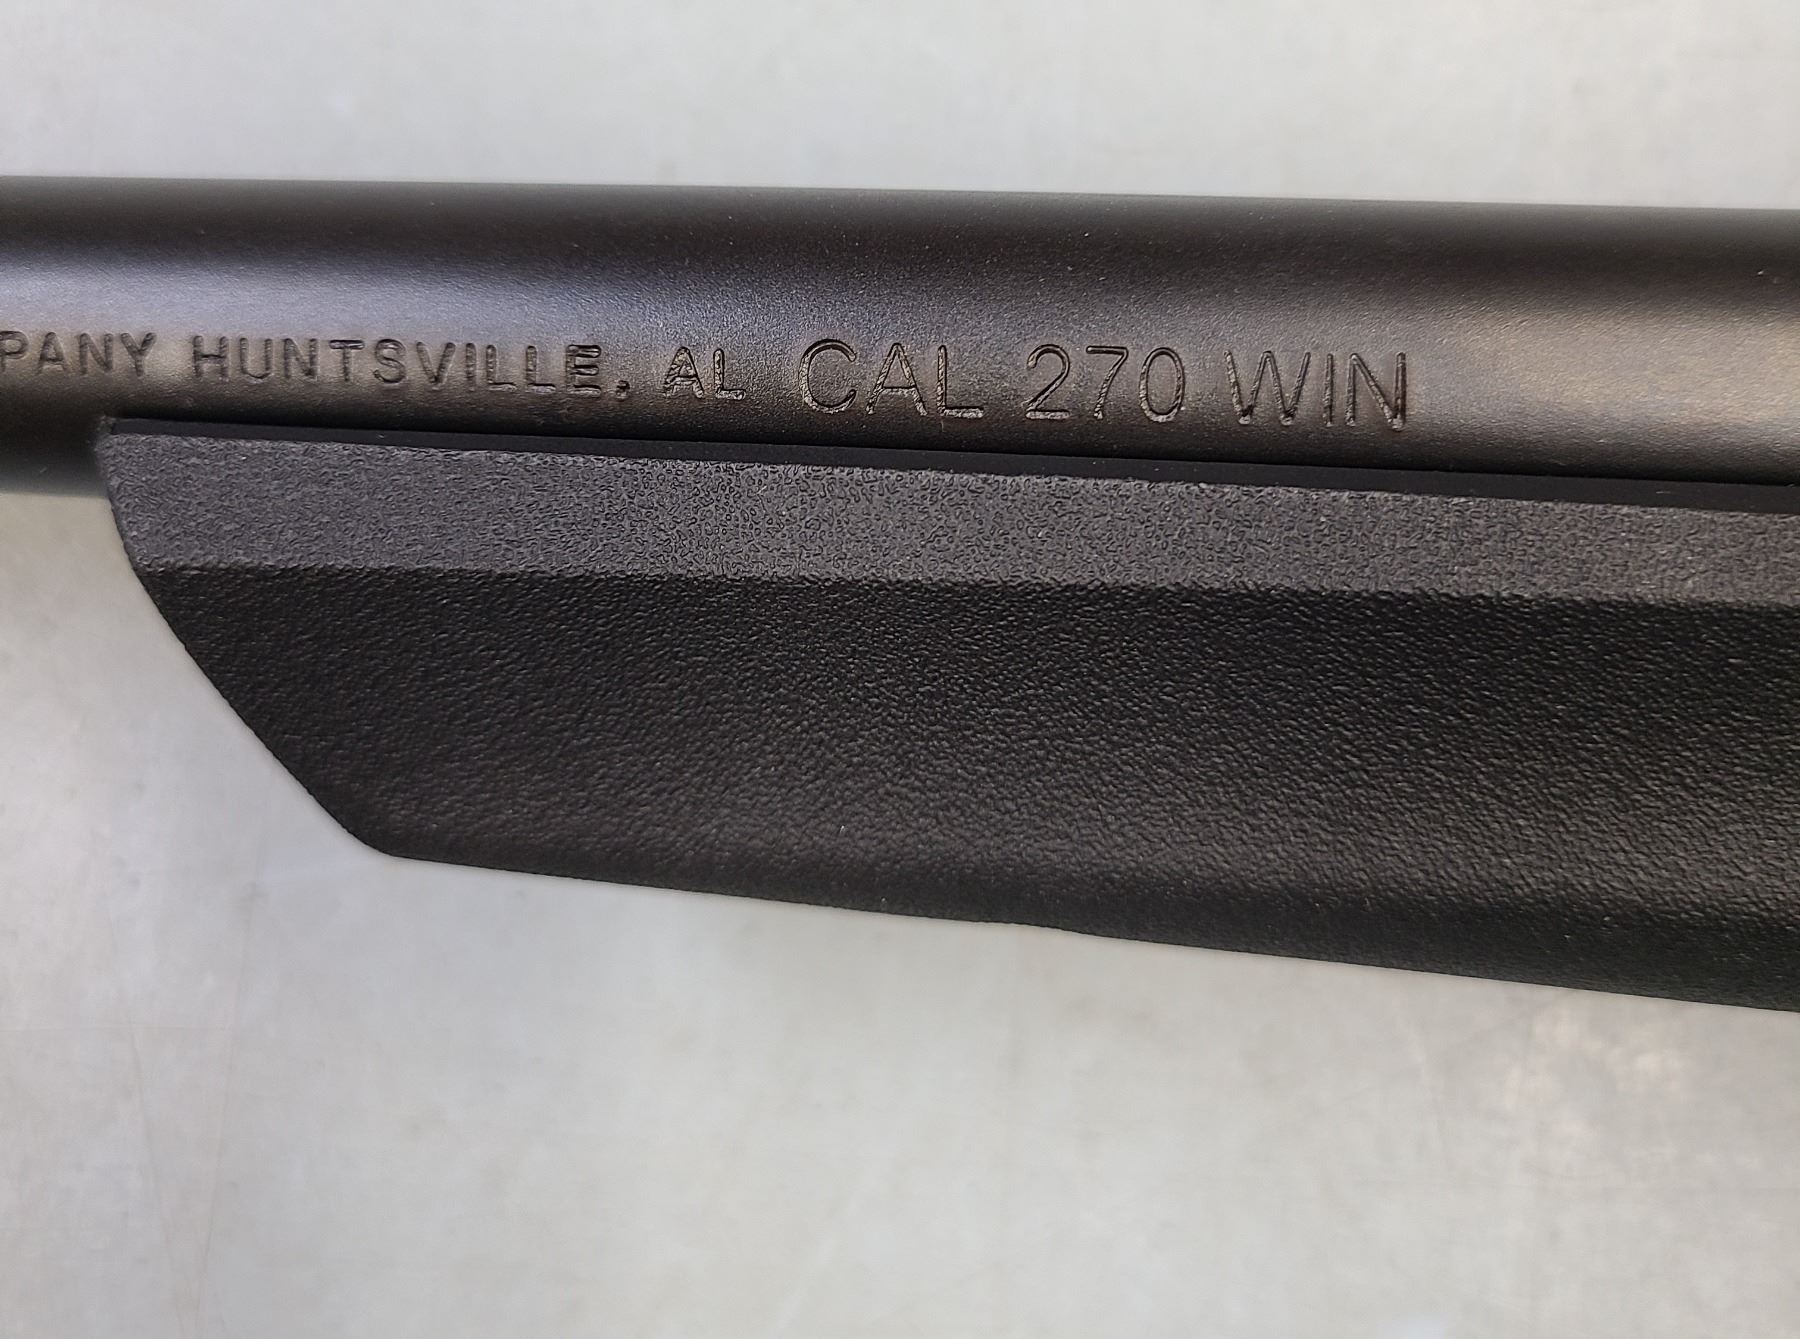 PANY HUNTSVILLE, AL CAL 270 WIN